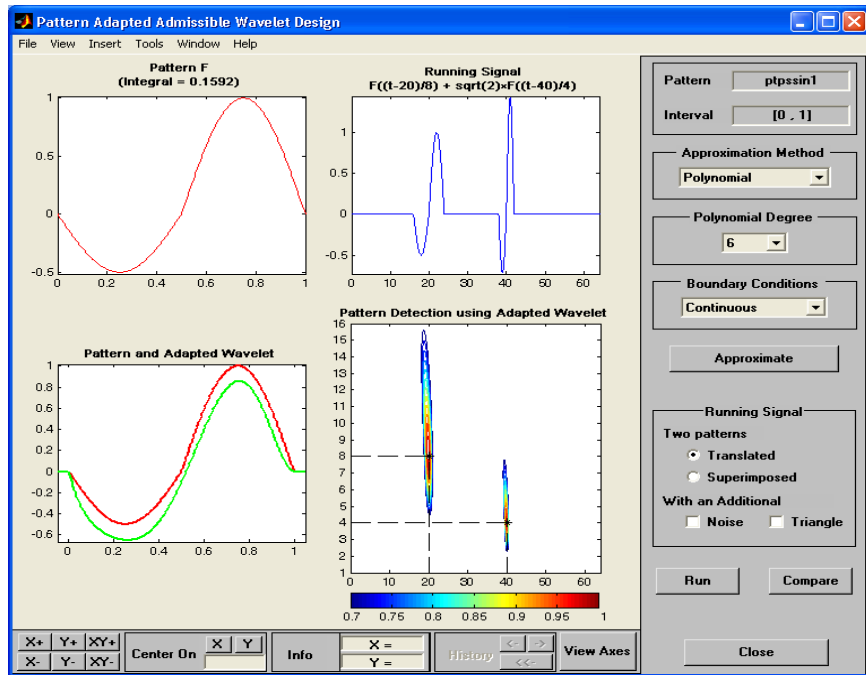 Pattern Adapted Admissible Wavelet Design
File View Insert Tools Window Help
Pattern F
(Integral = 0.1592)
1
0.5
0
-0.5
0 0.2 0.4 0.6 0.8 1
Running Signal
F((t-20)/8) + sqrt(2)×F((t-40)/4)
1
0.5
0
-0.5
0 10 20 30 40 50 60
Pattern and Adapted Wavelet
1
0.8
0.6
0.4
0.2
0
-0.2
-0.4
-0.6
0 0.2 0.4 0.6 0.8 1
Pattern Detection using Adapted Wavelet
16
15
14
13
12
11
10
9
8
7
6
5
4
3
2
1
0 10 20 30 40 50 60
0.7 0.75 0.8 0.85 0.9 0.95 1
Pattern ptpssin1
Interval [0 , 1]
Approximation Method
Polynomial
Polynomial Degree
6
Boundary Conditions
Continuous
Approximate
Running Signal
Two patterns
Translated
Superimposed
With an Additional
Noise Triangle
Run Compare
Close
X+ Y+ XY+
X- Y- XY-
Center On X Y
Info X =
Y =
History <- ->
<<-
View Axes